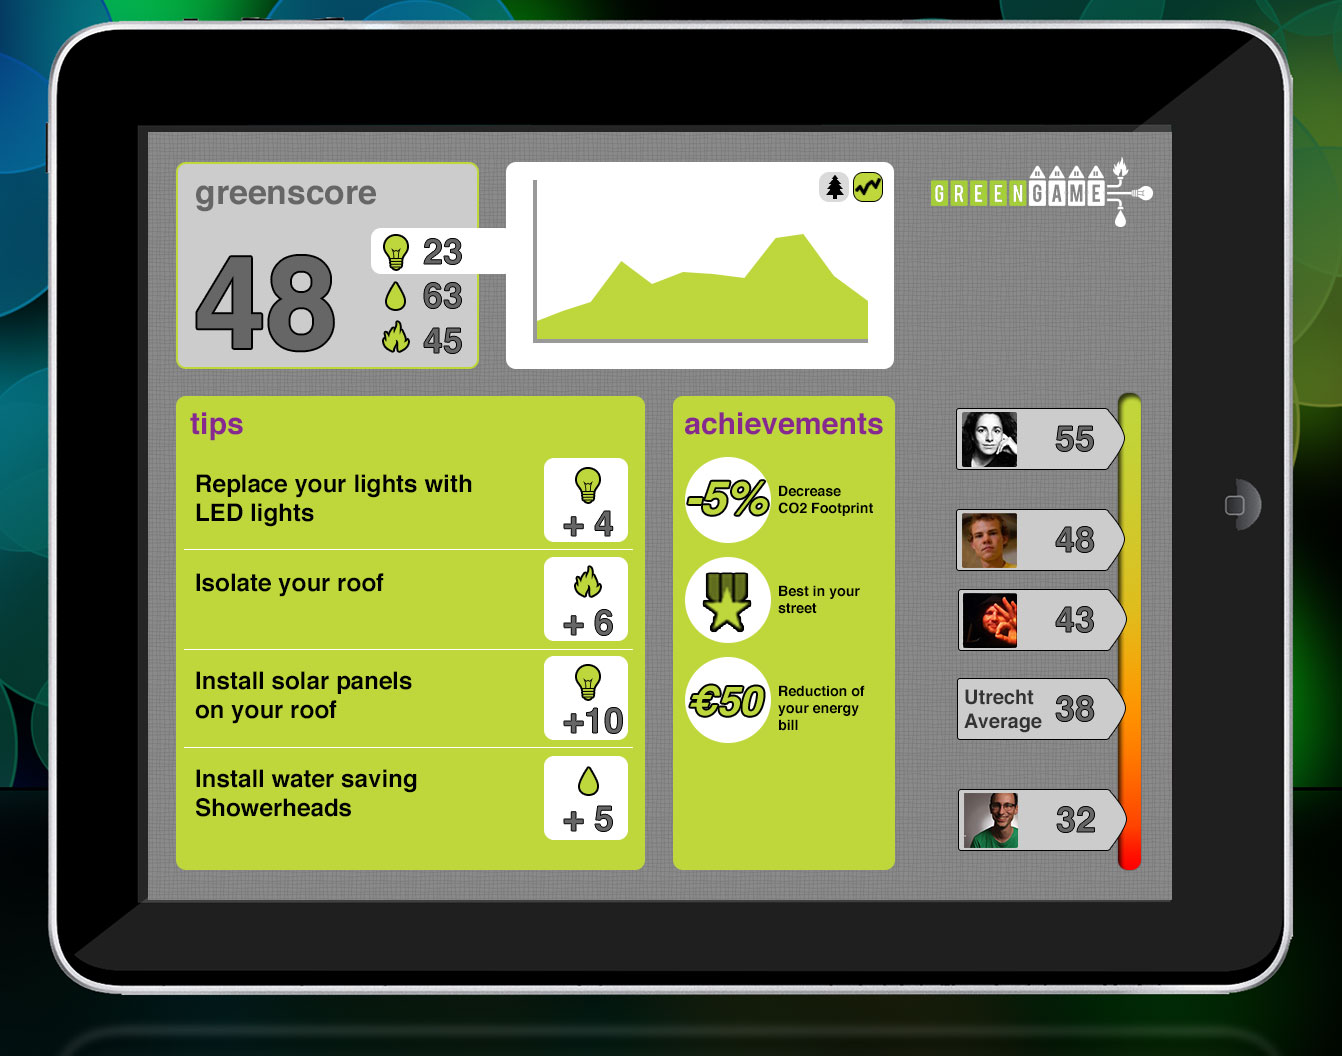 greenscore
48
23
63
45
GREENGAME
tips
Replace your lights with
LED lights
+ 4
Isolate your roof
+ 6
Install solar panels
on your roof
+10
Install water saving
Showerheads
+ 5
achievements
-5%
Decrease
CO2 Footprint
Best in your
street
€50
Reduction of
your energy
bill
55
48
43
Utrecht
Average
38
32